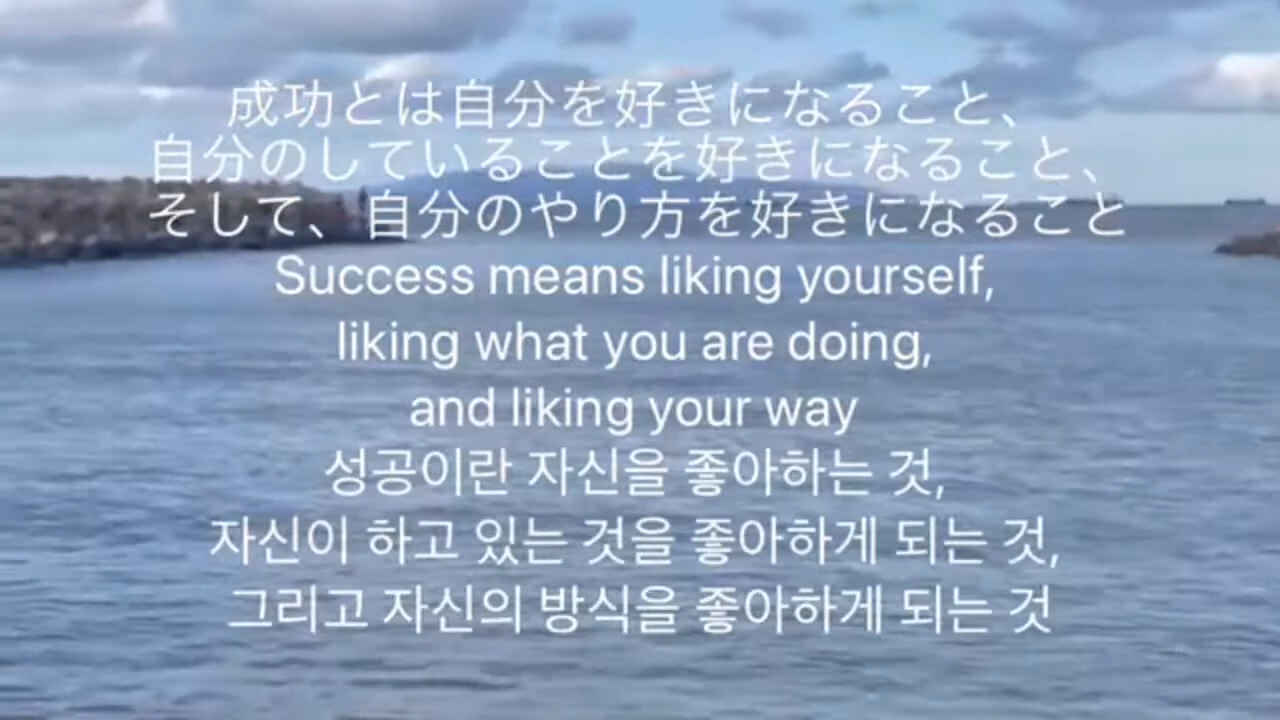 成功とは自分を好きになること、
自分のしていることを好きになること、
そして、自分のやり方を好きになること
Success means liking yourself,
liking what you are doing,
and liking your way
성공이란 자신을 좋아하는 것,
자신이 하고 있는 것을 좋아하게 되는 것,
그리고 자신의 방식을 좋아하게 되는 것